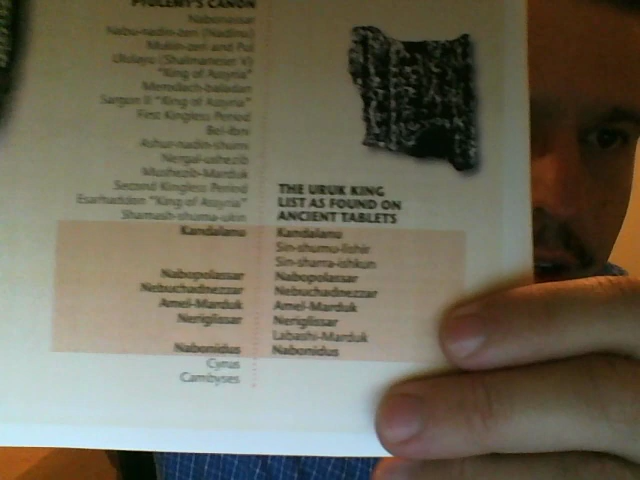 PTOLEMY'S CANON
Nabonassar
Nabu-nadin-zeri (Nadinu)
Mukin-zeri and Pul
Ululayu (Shalmaneser V)
"King of Assyria"
Merodach-baladan
Sargon II "King of Assyria"
First Kingless Period
Bel-ibni
Ashur-nadin-shumi
Nergal-ushezib
Mushezib-Marduk
Second Kingless Period
Esarhaddon "King of Assyria"
Shamash-shuma-ukin
Kandalanu
Nabopolassar
Nebuchadnezzar
Amel-Marduk
Neriglissar
Nabonidus
Cyrus
Cambyses
THE URUK KING
LIST AS FOUND ON
ANCIENT TABLETS
Kandalanu
Sin-shumu-lishir
Sin-sharra-ishkun
Nabopolassar
Nebuchadnezzar
Amel-Marduk
Neriglissar
Labashi-Marduk
Nabonidus